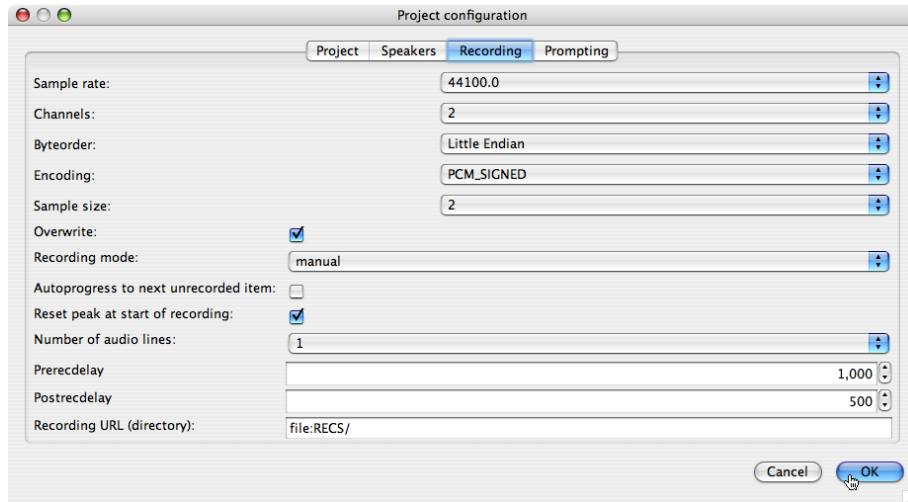 Project configuration
Project Speakers Recording Prompting
Sample rate: 44100.0
Channels: 2
Byteorder: Little Endian
Encoding: PCM_SIGNED
Sample size: 2
Overwrite:
Recording mode: manual
Autoprogress to next unrecorded item:
Reset peak at start of recording:
Number of audio lines: 1
Prerecdelay 1,000
Postrecdelay 500
Recording URL (directory): file:RECS/
Cancel OK